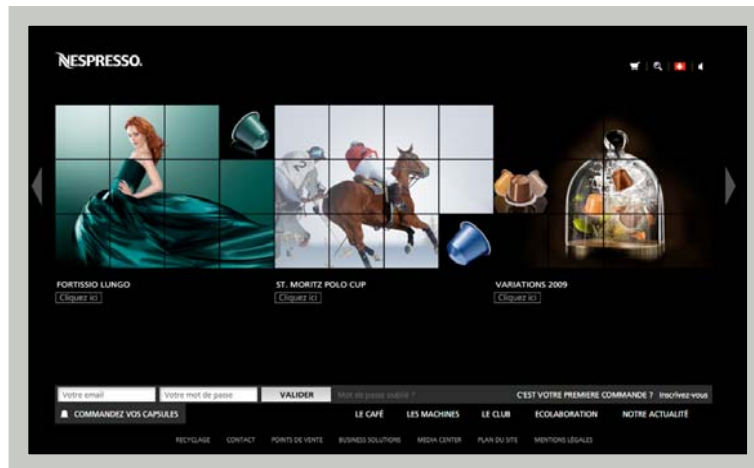 NESPRESSO.
FORTISSIO LUNGO
Cliquez ici
ST. MORITZ POLO CUP
Cliquez ici
VARIATIONS 2009
Cliquez ici
Votre email Votre mot de passe VALIDER Mot de passe oublié ? C'EST VOTRE PREMIERE COMMANDE ? Inscrivez-vous
COMMANDEZ VOS CAPSULES LE CAFÉ LES MACHINES LE CLUB ECOLABORATION NOTRE ACTUALITÉ
RECYCLAGE CONTACT POINTS DE VENTE BUSINESS SOLUTIONS MEDIA CENTER PLAN DU SITE MENTIONS LÉGALES